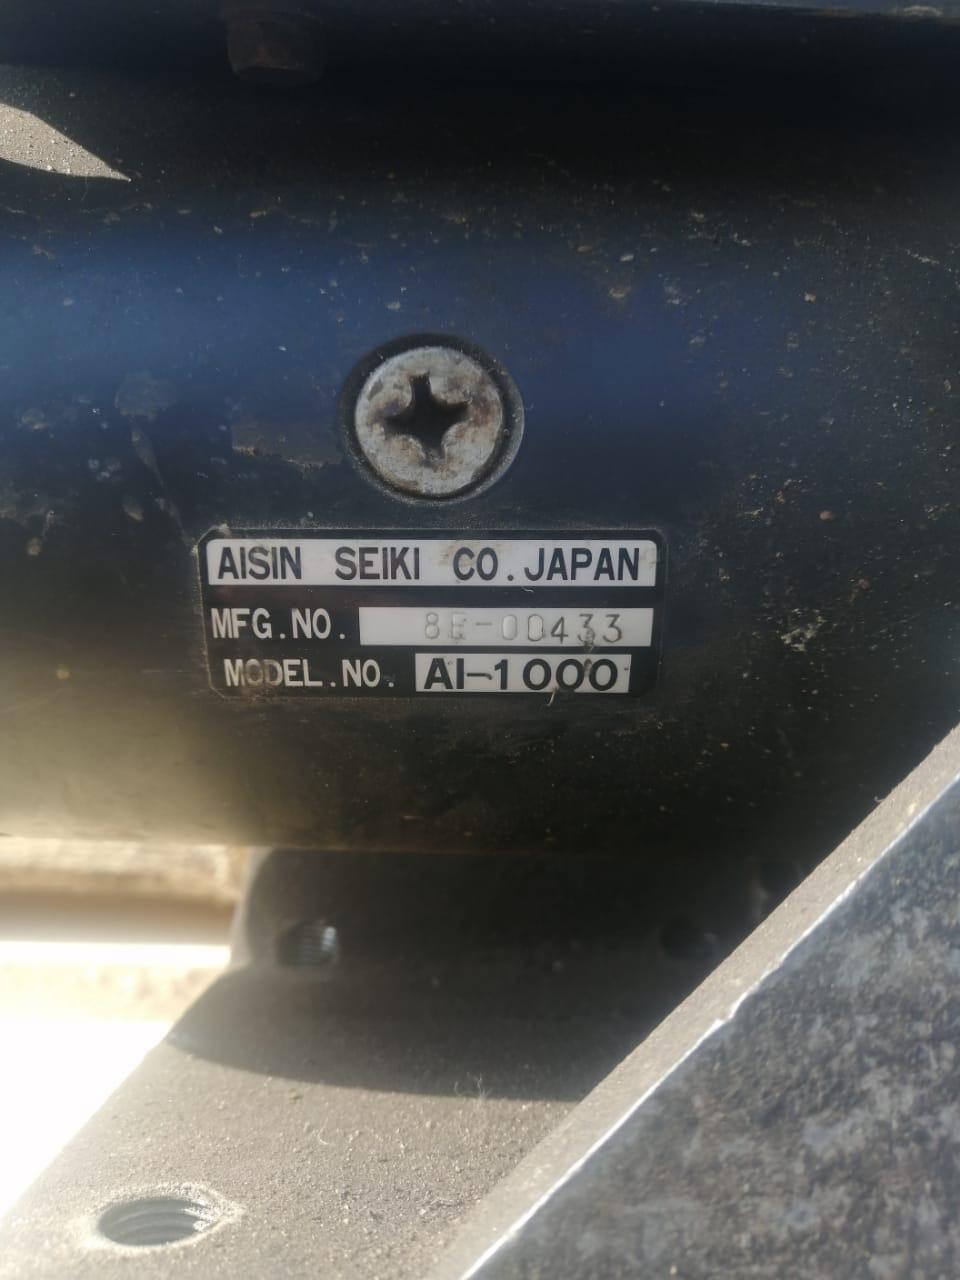 AISIN SEIKI CO.JAPAN
MFG.NO. 8E-00433
MODEL.NO. AI-1000